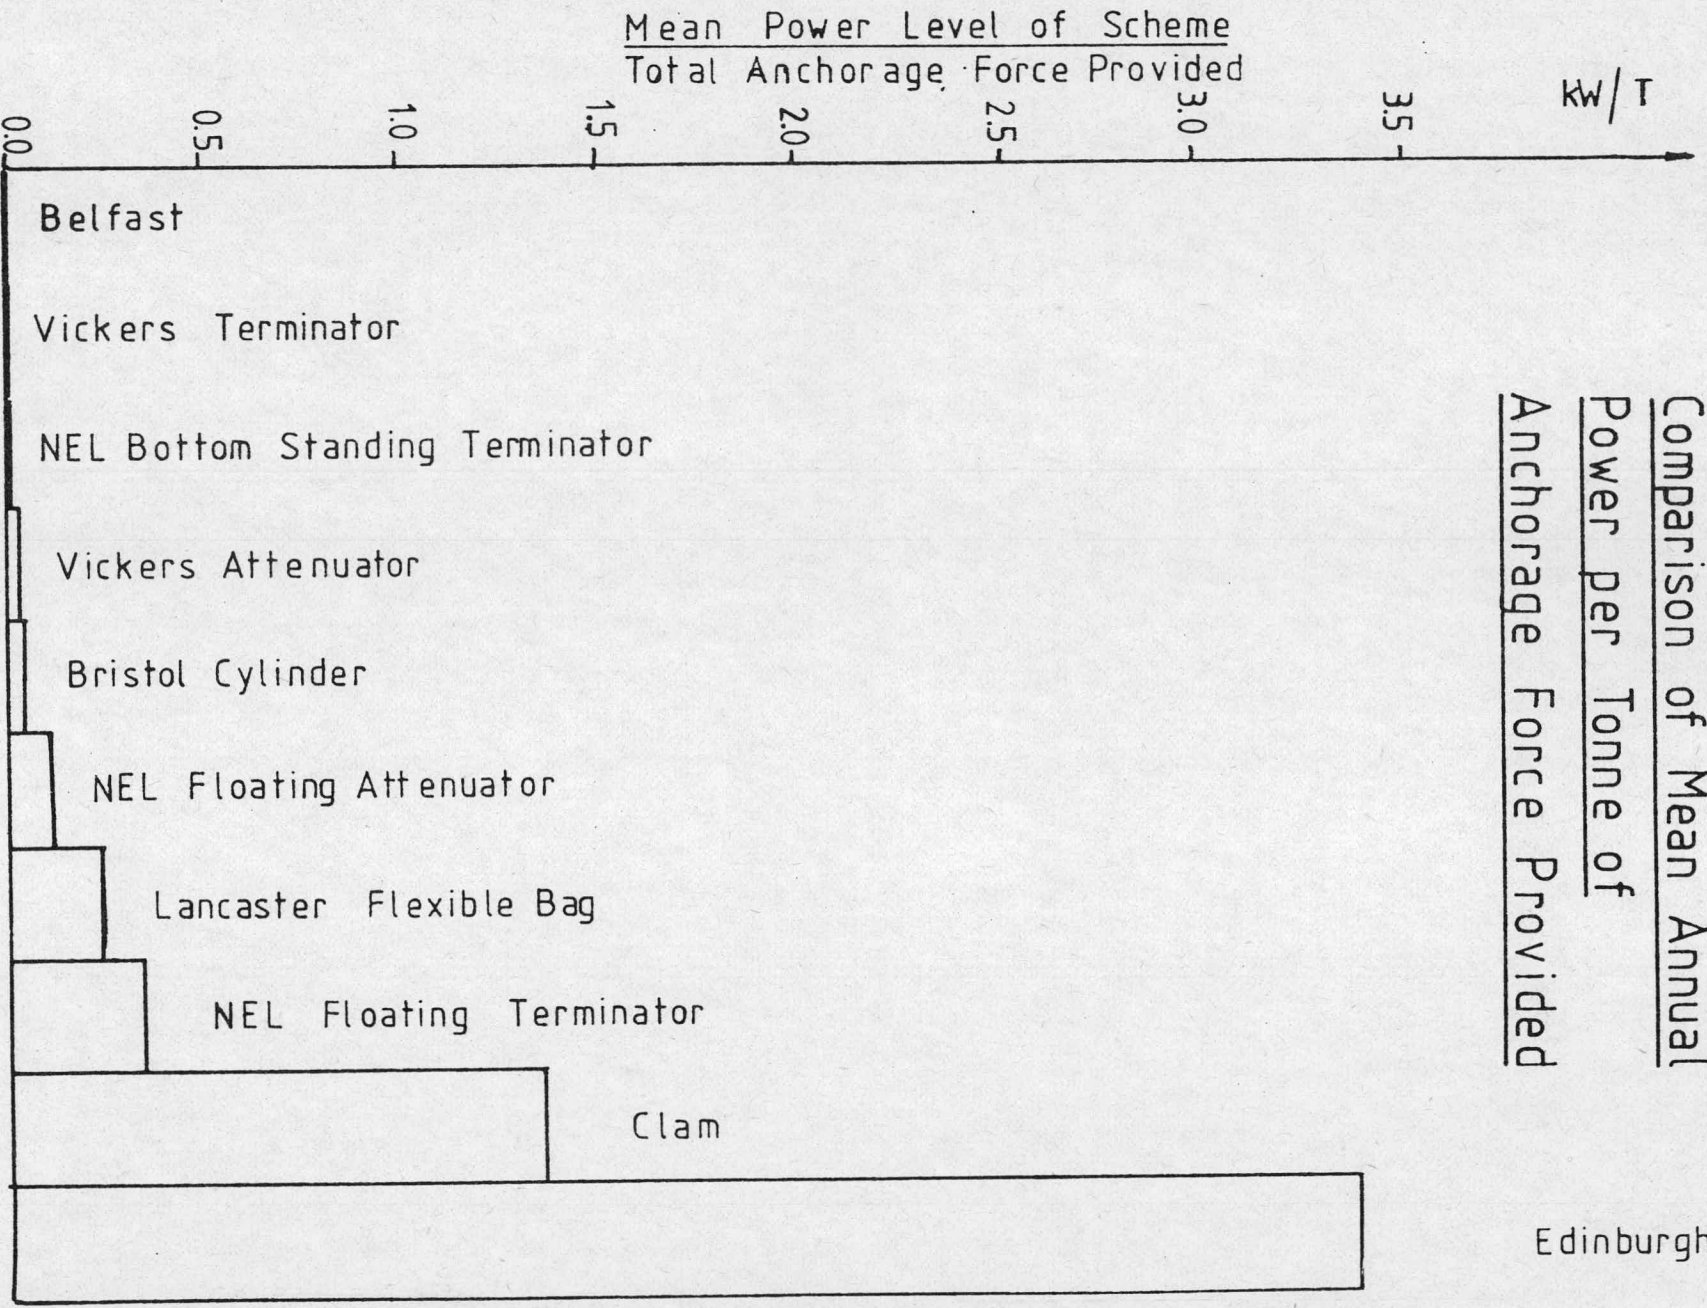 Mean Power Level of Scheme
Total Anchorage Force Provided
kW/T
0.0
0.5
1.0
1.5
2.0
2.5
3.0
3.5
Belfast
Vickers Terminator
NEL Bottom Standing Terminator
Vickers Attenuator
Bristol Cylinder
NEL Floating Attenuator
Lancaster Flexible Bag
NEL Floating Terminator
Clam
Edinburgh
Comparison of Mean Annual
Power per Tonne of
Anchorage Force Provided